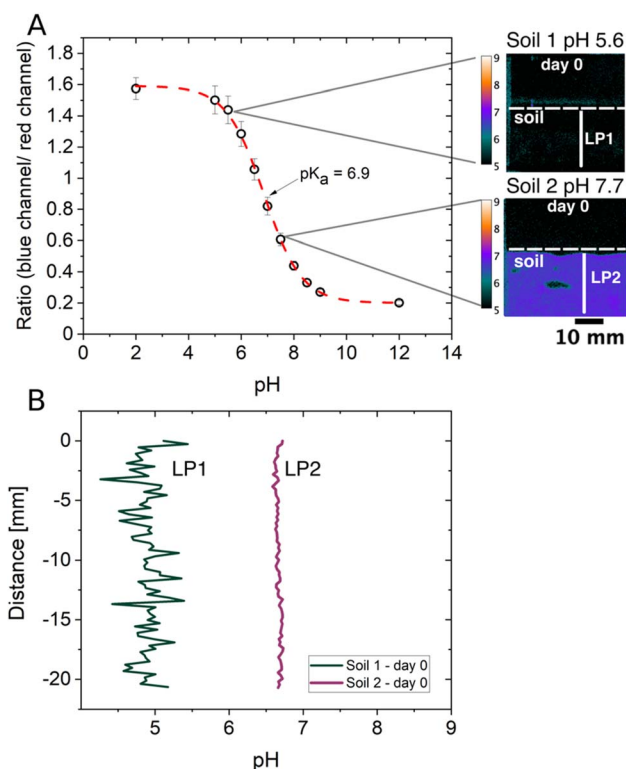 A
Ratio (blue channel/ red channel)
1.8
1.6
1.4
1.2
1
0.8
0.6
0.4
0.2
0
0 2 4 6 8 10 12 14
pH
pKa = 6.9
Soil 1 pH 5.6
9
8
7
6
5
day 0
soil
LP1
Soil 2 pH 7.7
9
8
7
6
5
day 0
soil
LP2
10 mm
B
Distance [mm]
0
-5
-10
-15
-20
LP1
LP2
Soil 1 - day 0
Soil 2 - day 0
5 6 7 8 9
pH